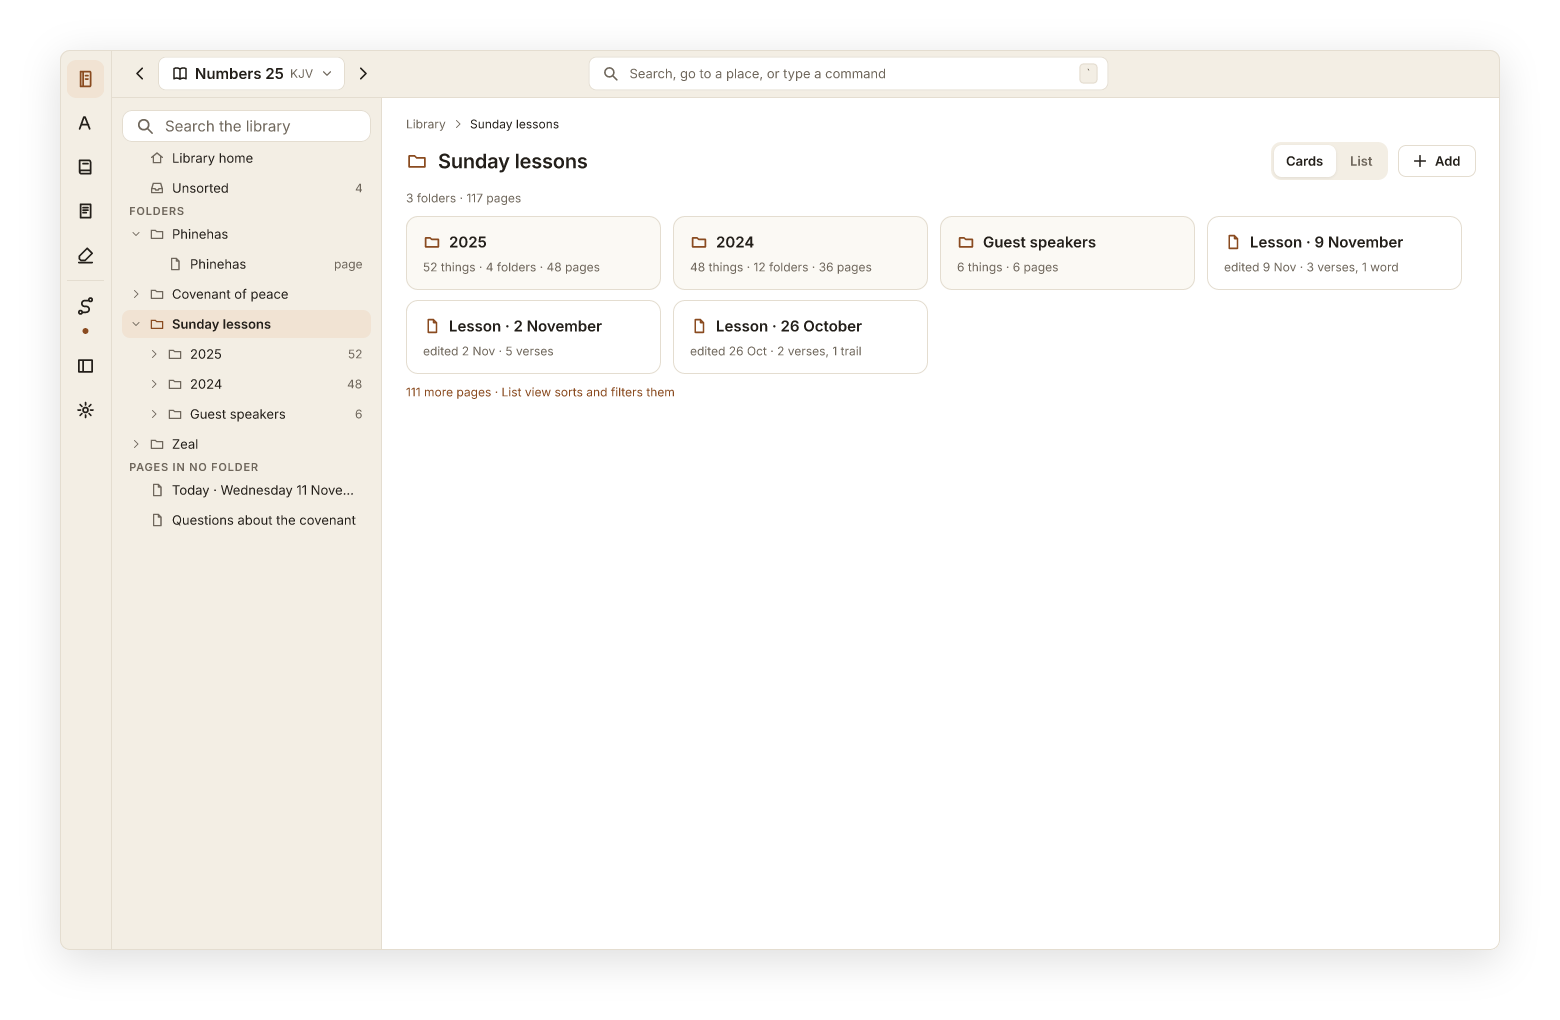 Numbers 25 KJV
Search, go to a place, or type a command
Search the library
Library home
Unsorted 4
FOLDERS
Phinehas
Phinehas page
Covenant of peace
Sunday lessons
2025 52
2024 48
Guest speakers 6
Zeal
PAGES IN NO FOLDER
Today · Wednesday 11 Nove...
Questions about the covenant
Library > Sunday lessons
Sunday lessons
Cards List + Add
3 folders · 117 pages
2025
52 things · 4 folders · 48 pages
2024
48 things · 12 folders · 36 pages
Guest speakers
6 things · 6 pages
Lesson · 9 November
edited 9 Nov · 3 verses, 1 word
Lesson · 2 November
edited 2 Nov · 5 verses
Lesson · 26 October
edited 26 Oct · 2 verses, 1 trail
111 more pages · List view sorts and filters them